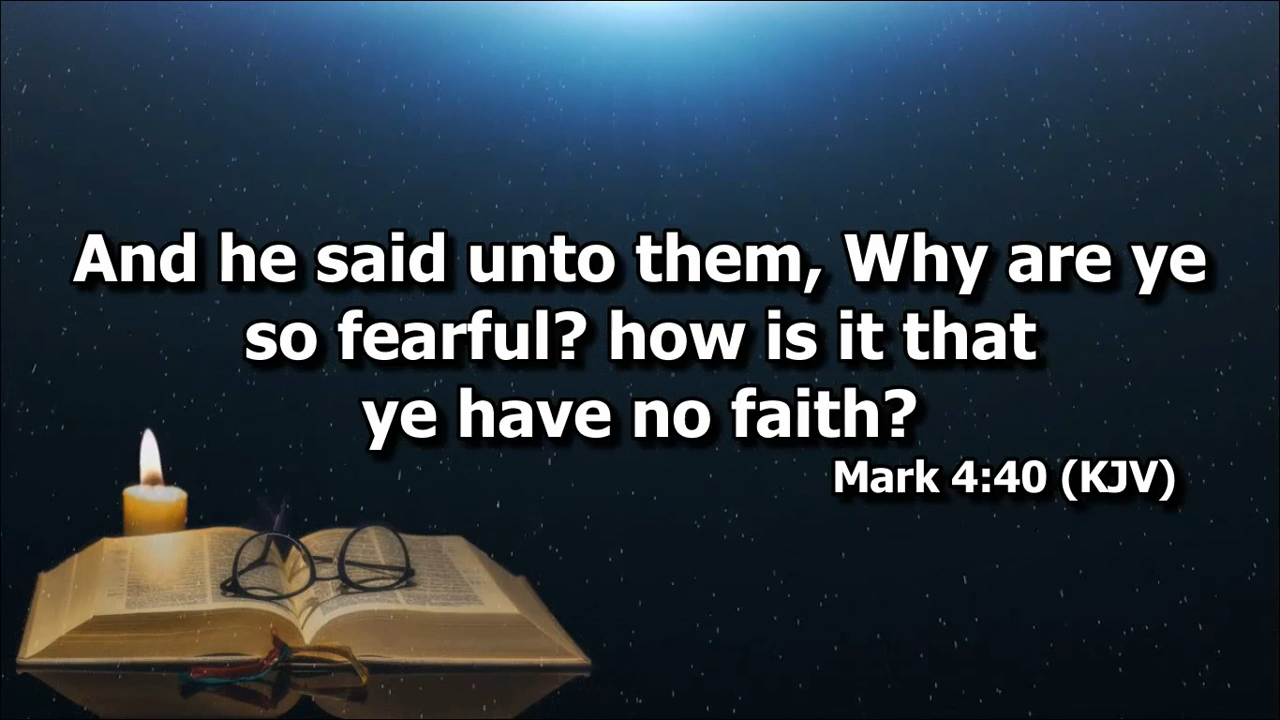 And he said unto them, Why are ye
so fearful? how is it that
ye have no faith?
Mark 4:40 (KJV)